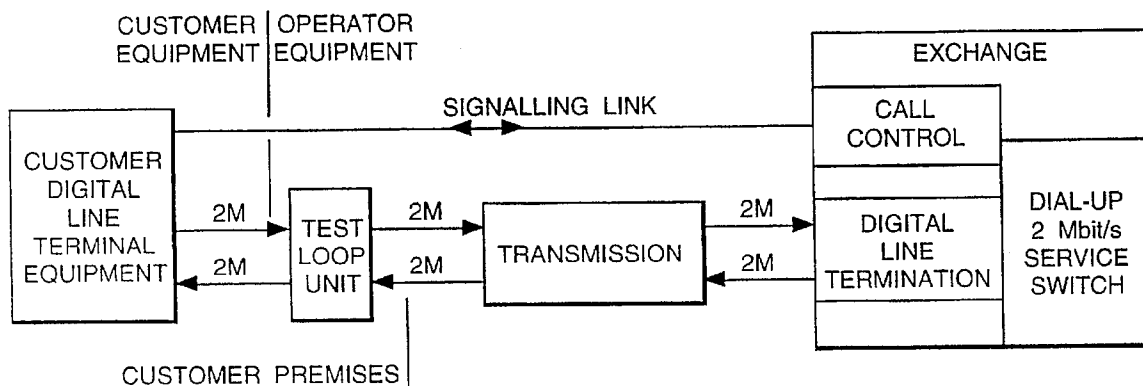 CUSTOMER
EQUIPMENT
OPERATOR
EQUIPMENT
EXCHANGE
SIGNALLING LINK
CALL
CONTROL
CUSTOMER
DIGITAL
LINE
TERMINAL
EQUIPMENT
2M
2M
TEST
LOOP
UNIT
2M
2M
TRANSMISSION
2M
2M
DIGITAL
LINE
TERMINATION
DIAL-UP
2 Mbit/s
SERVICE
SWITCH
CUSTOMER PREMISES